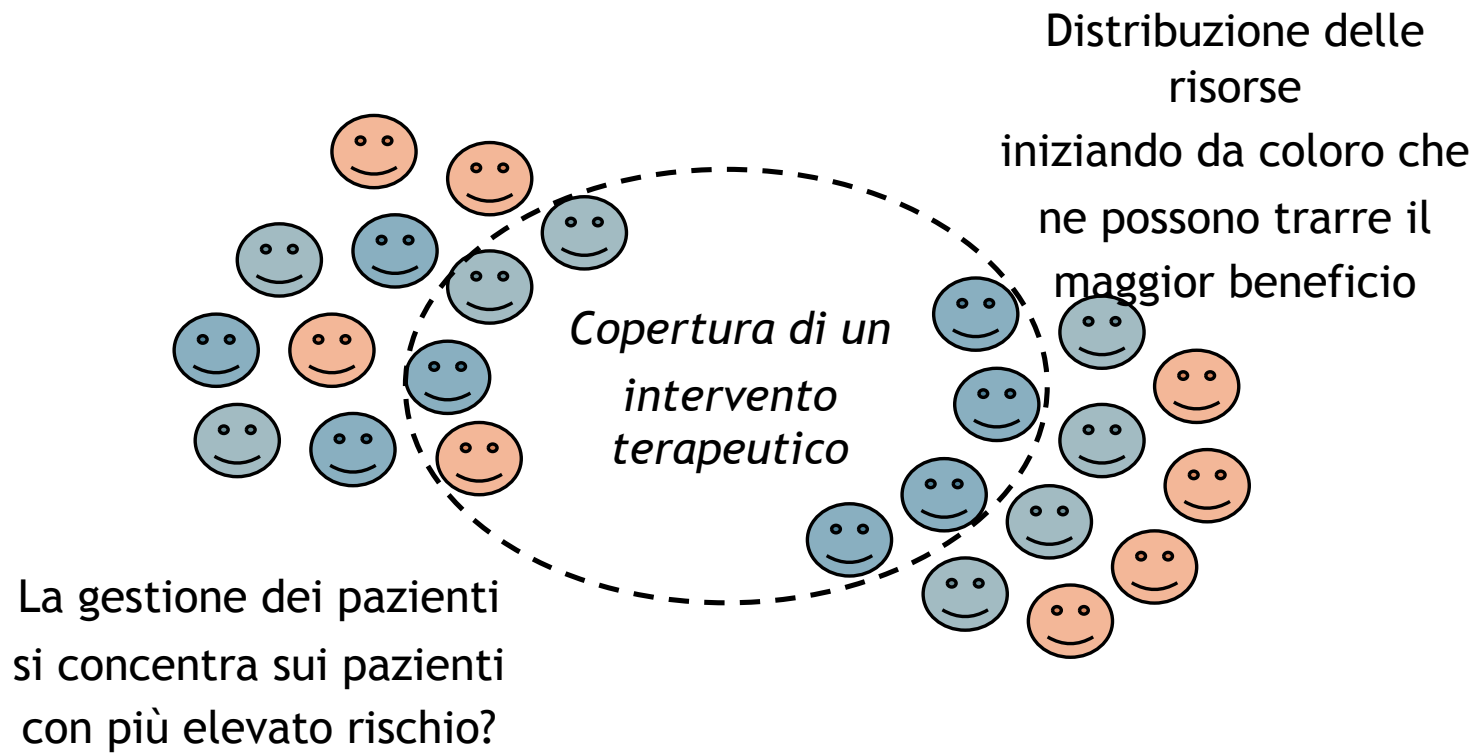 Distribuzione delle
risorse
iniziando da coloro che
ne possono trarre il
maggior beneficio
Copertura di un
intervento
terapeutico
La gestione dei pazienti
si concentra sui pazienti
con più elevato rischio?